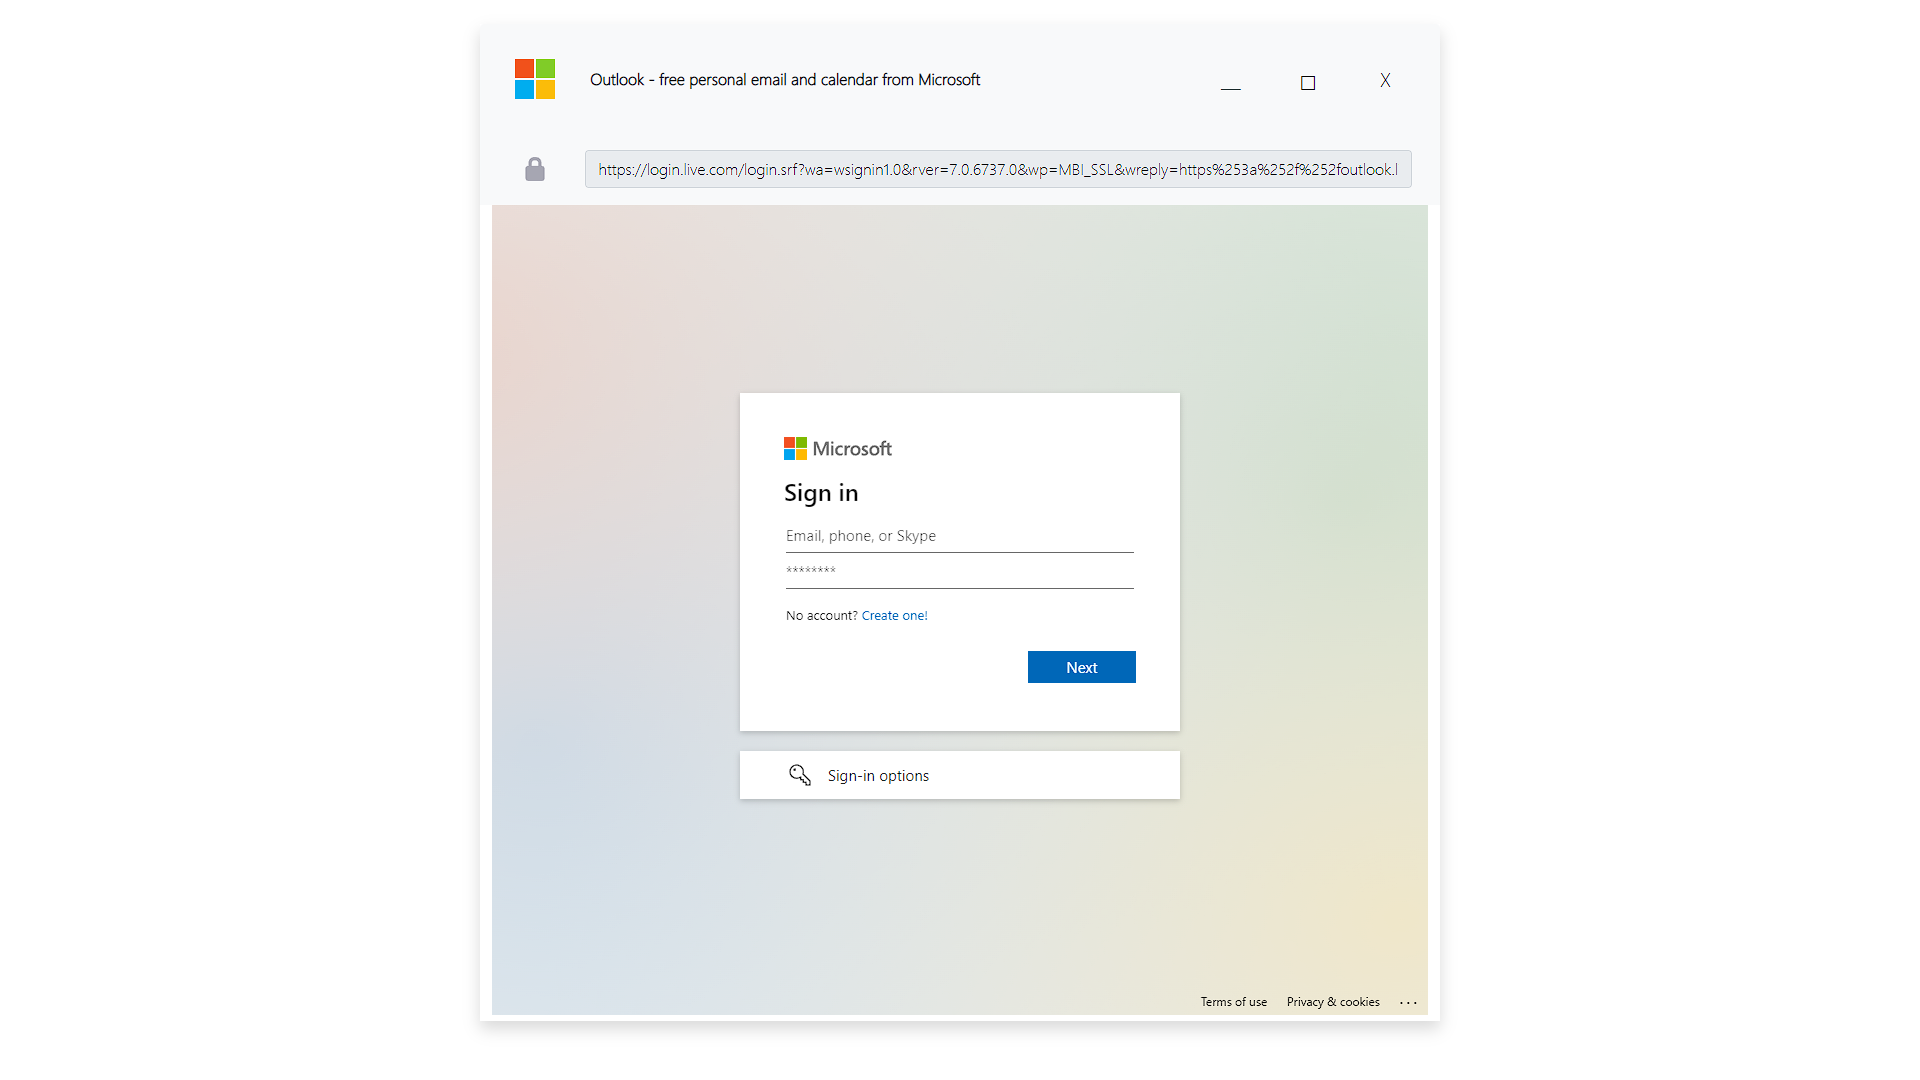 Outlook - free personal email and calendar from Microsoft
X
https://login.live.com/login.srf?wa=wsignin1.0&rver=7.0.6737.0&wp=MBI_SSL&wreply=https%253a%252f%252foutlook.l
Microsoft
Sign in
Email, phone, or Skype
********
No account? Create one!
Next
Sign-in options
Terms of use Privacy & cookies ...